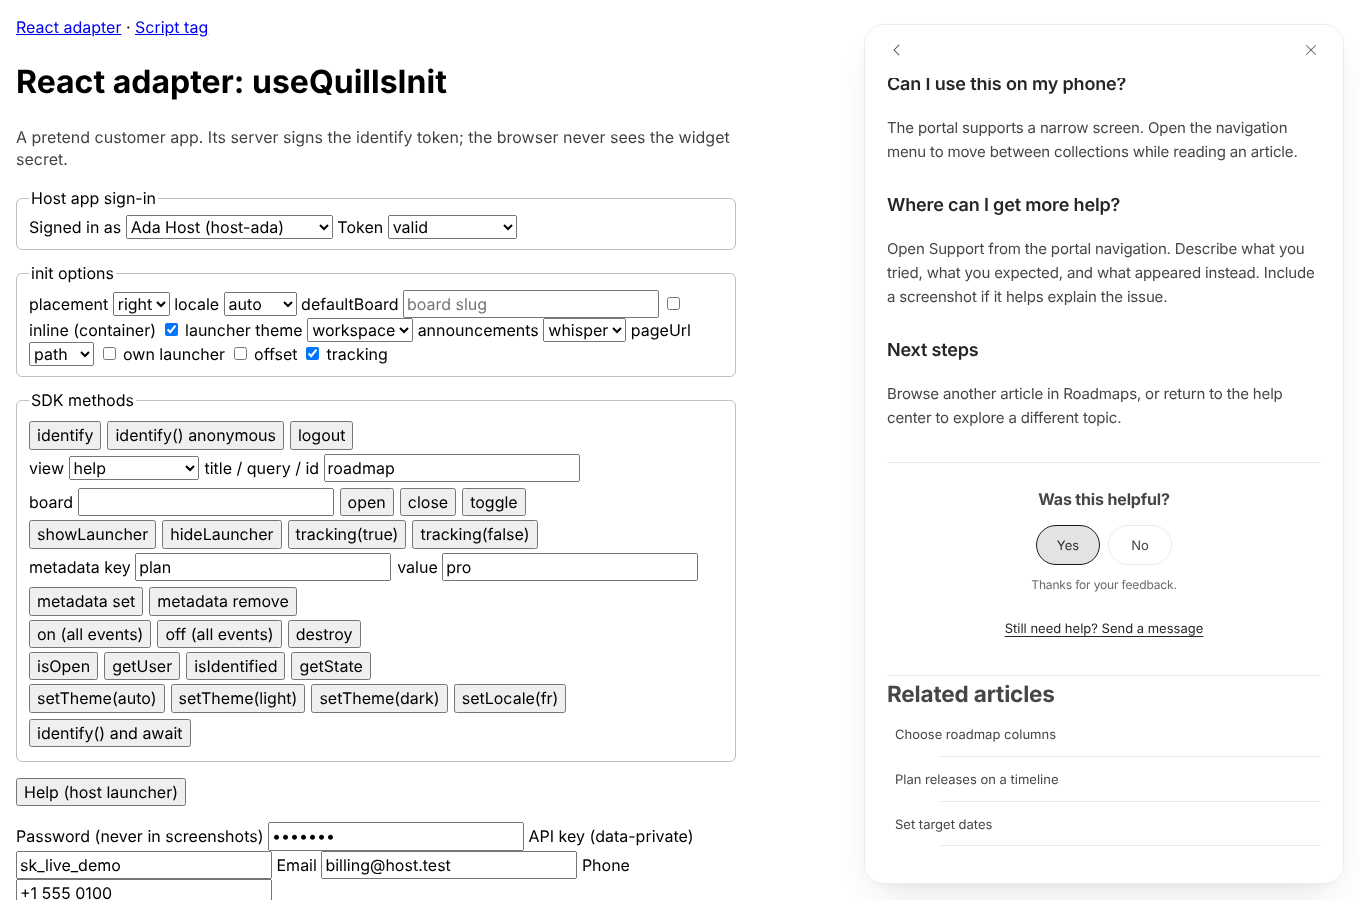 React adapter · Script tag
React adapter: useQuillsInit
A pretend customer app. Its server signs the identify token; the browser never sees the widget
secret.
Host app sign-in
Signed in as Ada Host (host-ada) Token valid
init options
placement right locale auto defaultBoard board slug
inline (container) launcher theme workspace announcements whisper pageUrl
path own launcher offset tracking
SDK methods
identify identify() anonymous logout
view help title / query / id roadmap
board open close toggle
showLauncher hideLauncher tracking(true) tracking(false)
metadata key plan value pro
metadata set metadata remove
on (all events) off (all events) destroy
isOpen getUser isIdentified getState
setTheme(auto) setTheme(light) setTheme(dark) setLocale(fr)
identify() and await
Help (host launcher)
Password (never in screenshots) ••••••• API key (data-private)
sk_live_demo Email billing@host.test Phone
+1 555 0100
Can I use this on my phone?
The portal supports a narrow screen. Open the navigation
menu to move between collections while reading an article.
Where can I get more help?
Open Support from the portal navigation. Describe what you
tried, what you expected, and what appeared instead. Include
a screenshot if it helps explain the issue.
Next steps
Browse another article in Roadmaps, or return to the help
center to explore a different topic.
Was this helpful?
Yes No
Thanks for your feedback.
Still need help? Send a message
Related articles
Choose roadmap columns
Plan releases on a timeline
Set target dates